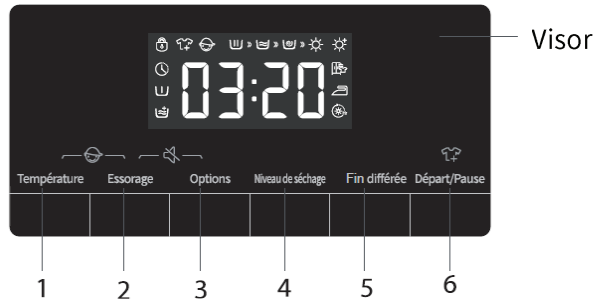 Visor
03:20
Température Essorage Options Niveau de séchage Fin différée Départ/Pause
1 2 3 4 5 6